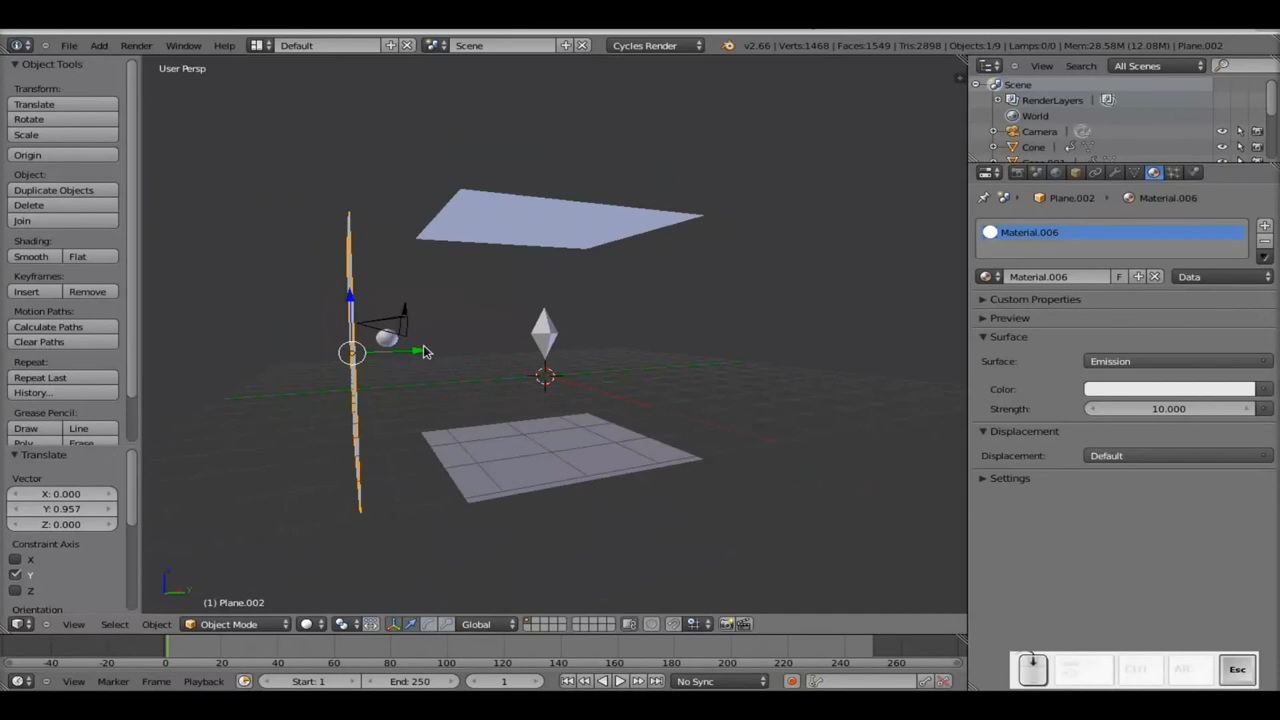 File Add Render Window Help Default Scene Cycles Render v2.66 | Verts:1468 | Faces:1549 | Tris:2898 | Objects:1/9 | Lamps:0/0 | Mem:28.58M (12.08M) | Plane.002
Object Tools
Transform:
Translate
Rotate
Scale
Origin
Object:
Duplicate Objects
Delete
Join
Shading:
Smooth Flat
Keyframes:
Insert Remove
Motion Paths:
Calculate Paths
Clear Paths
Repeat:
Repeat Last
History...
Grease Pencil:
Draw Line
Poly Erase
Translate
Vector
X: 0.000
Y: 0.957
Z: 0.000
Constraint Axis
X
Y
Z
Orientation
User Persp
(1) Plane.002
View Search All Scenes
Scene
RenderLayers
World
Camera
Cone
Plane.002 Material.006
Material.006
Material.006 F Data
Custom Properties
Preview
Surface
Surface: Emission
Color:
Strength: 10.000
Displacement
Displacement: Default
Settings
View Select Object Object Mode Global
-40 -20 0 20 40 60 80 100 120 140 160 180 200 220 240 260
View Marker Frame Playback Start: 1 End: 250 1 No Sync
Ctrl Alt Esc